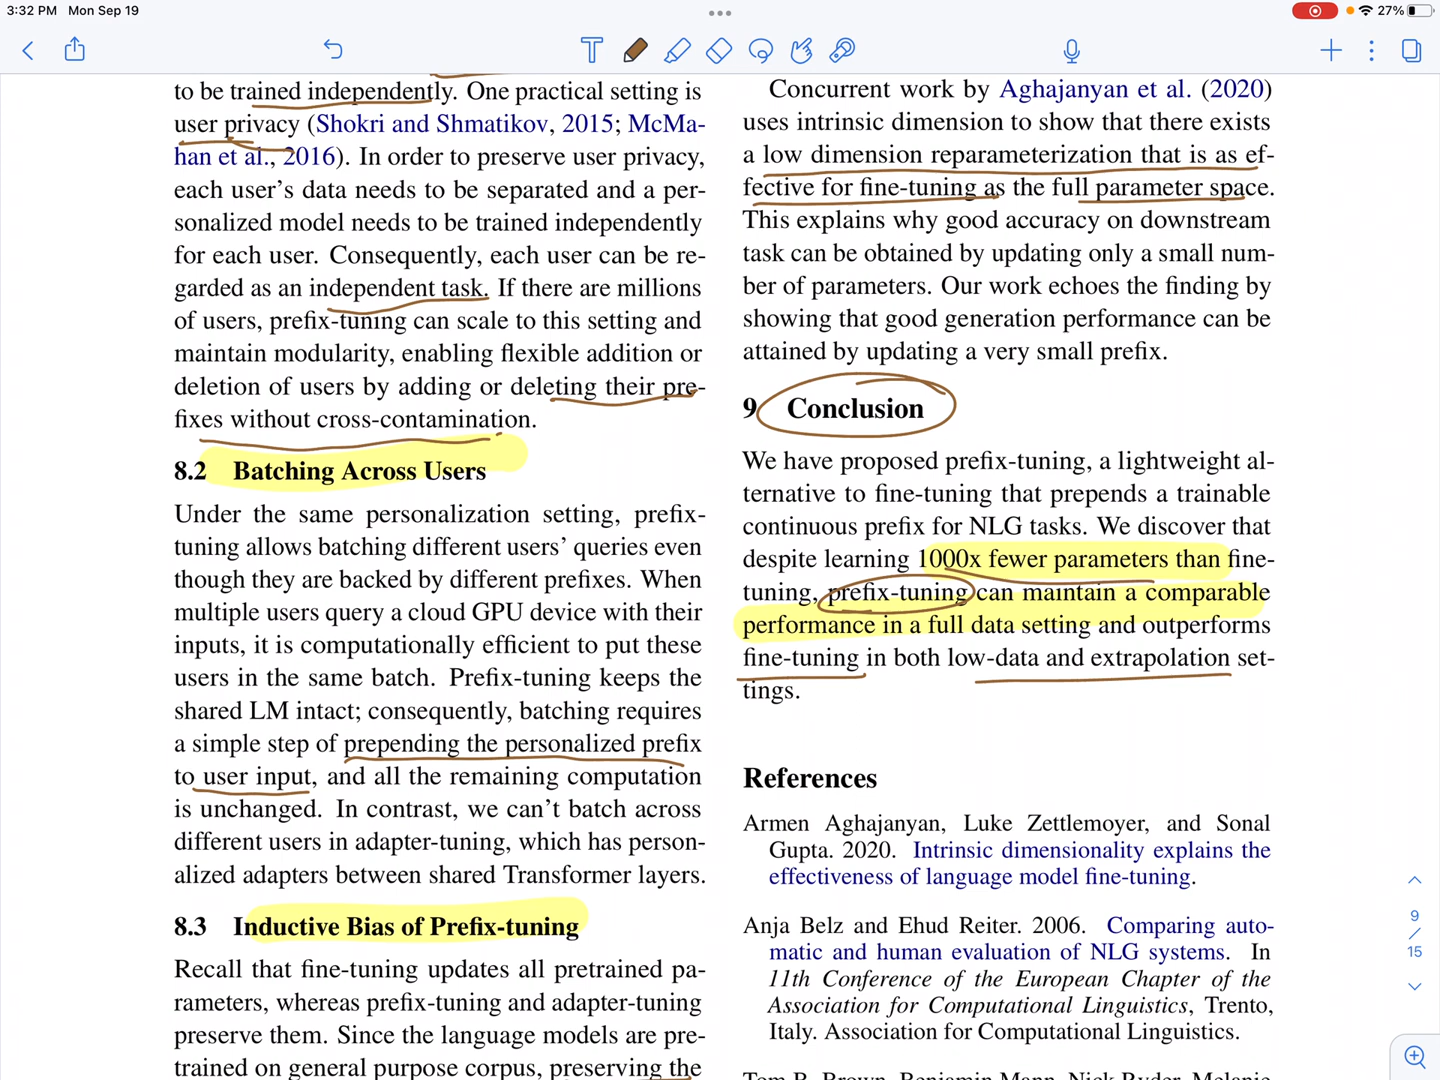 3:32 PM Mon Sep 19
27%
to be trained independently. One practical setting is
user privacy (Shokri and Shmatikov, 2015; McMa-
han et al., 2016). In order to preserve user privacy,
each user's data needs to be separated and a per-
sonalized model needs to be trained independently
for each user. Consequently, each user can be re-
garded as an independent task. If there are millions
of users, prefix-tuning can scale to this setting and
maintain modularity, enabling flexible addition or
deletion of users by adding or deleting their pre-
fixes without cross-contamination.
8.2 Batching Across Users
Under the same personalization setting, prefix-
tuning allows batching different users' queries even
though they are backed by different prefixes. When
multiple users query a cloud GPU device with their
inputs, it is computationally efficient to put these
users in the same batch. Prefix-tuning keeps the
shared LM intact; consequently, batching requires
a simple step of prepending the personalized prefix
to user input, and all the remaining computation
is unchanged. In contrast, we can't batch across
different users in adapter-tuning, which has person-
alized adapters between shared Transformer layers.
8.3 Inductive Bias of Prefix-tuning
Recall that fine-tuning updates all pretrained pa-
rameters, whereas prefix-tuning and adapter-tuning
preserve them. Since the language models are pre-
trained on general purpose corpus, preserving the
Concurrent work by Aghajanyan et al. (2020)
uses intrinsic dimension to show that there exists
a low dimension reparameterization that is as ef-
fective for fine-tuning as the full parameter space.
This explains why good accuracy on downstream
task can be obtained by updating only a small num-
ber of parameters. Our work echoes the finding by
showing that good generation performance can be
attained by updating a very small prefix.
9 Conclusion
We have proposed prefix-tuning, a lightweight al-
ternative to fine-tuning that prepends a trainable
continuous prefix for NLG tasks. We discover that
despite learning 1000x fewer parameters than fine-
tuning, prefix-tuning can maintain a comparable
performance in a full data setting and outperforms
fine-tuning in both low-data and extrapolation set-
tings.
References
Armen Aghajanyan, Luke Zettlemoyer, and Sonal
Gupta. 2020. Intrinsic dimensionality explains the
effectiveness of language model fine-tuning.
Anja Belz and Ehud Reiter. 2006. Comparing auto-
matic and human evaluation of NLG systems. In
11th Conference of the European Chapter of the
Association for Computational Linguistics, Trento,
Italy. Association for Computational Linguistics.
Tom B. Brown, Benjamin Mann, Nick Ryder, Melanie
9
/
15